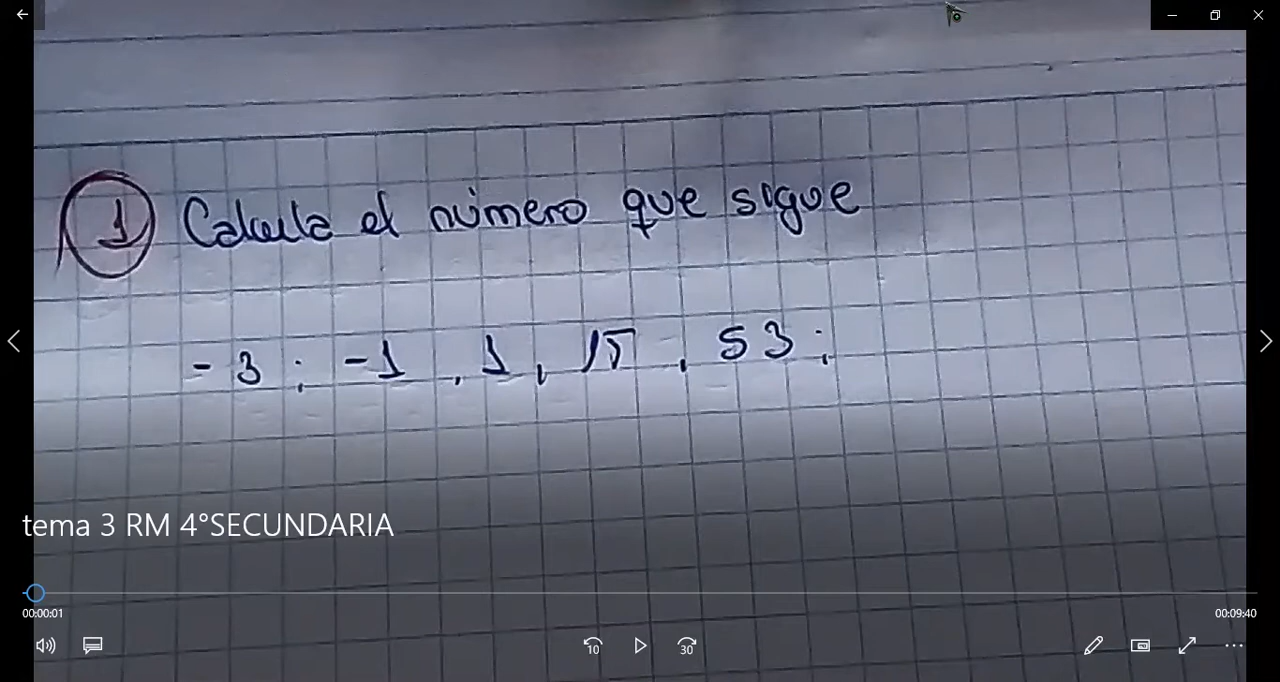 1 Calcula el número que sigue
- 3 ; -1 , 1 , 15 , 53 ;
tema 3 RM 4°SECUNDARIA
00:00:01
00:09:40
10
30